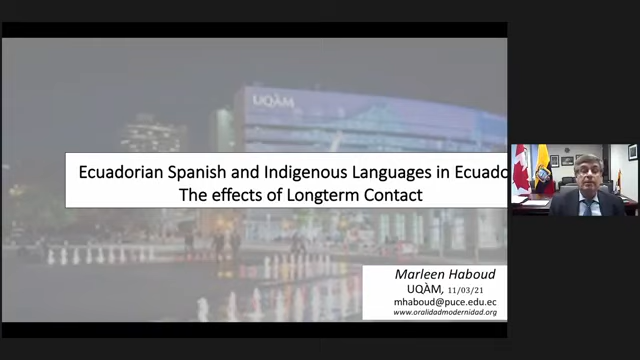 UQÀM
Ecuadorian Spanish and Indigenous Languages in Ecuado
The effects of Longterm Contact
Marleen Haboud
UQÀM, 11/03/21
mhaboud@puce.edu.ec
www.oralidadmodernidad.org